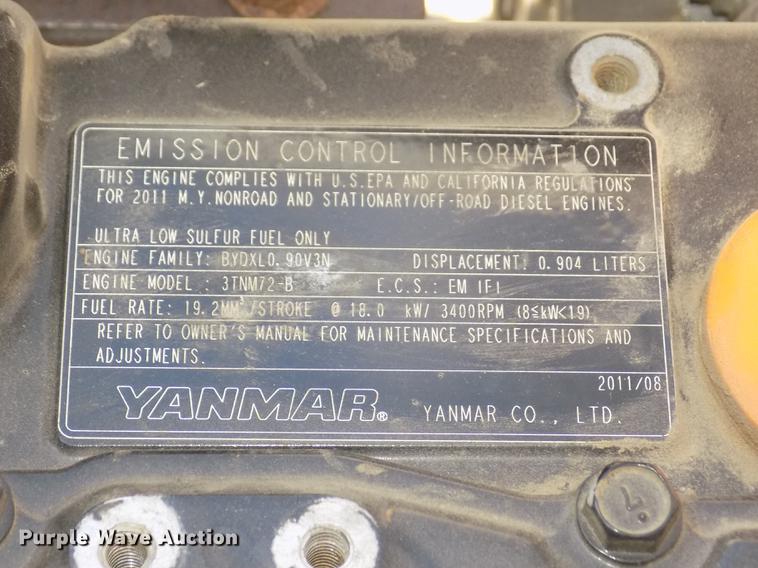 EMISSION CONTROL INFORMATION
THIS ENGINE COMPLIES WITH U.S.EPA AND CALIFORNIA REGULATIONS
FOR 2011 M.Y.NONROAD AND STATIONARY/OFF-ROAD DIESEL ENGINES.
ULTRA LOW SULFUR FUEL ONLY
ENGINE FAMILY: BYDXL0.90V3N DISPLACEMENT: 0.904 LITERS
ENGINE MODEL : 3TNM72-B E.C.S.: EM IFI
FUEL RATE: 19.2MM³/STROKE @ 18.0 kW/ 3400RPM (8≦kW<19)
REFER TO OWNER'S MANUAL FOR MAINTENANCE SPECIFICATIONS AND
ADJUSTMENTS.
2011/08
YANMAR® YANMAR CO., LTD.
Purple Wave Auction